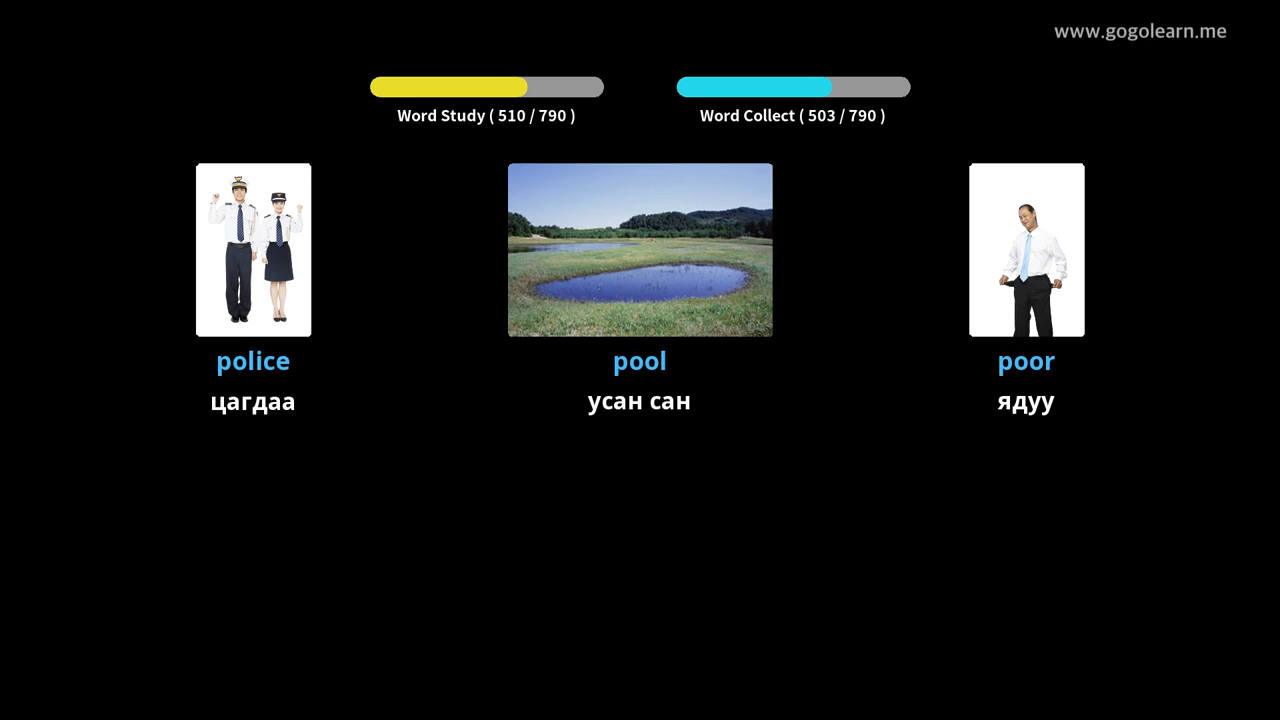 www.gogolearn.me
Word Study ( 510 / 790 )
Word Collect ( 503 / 790 )
police
pool
poor
цагдаа
усан сан
ядуу